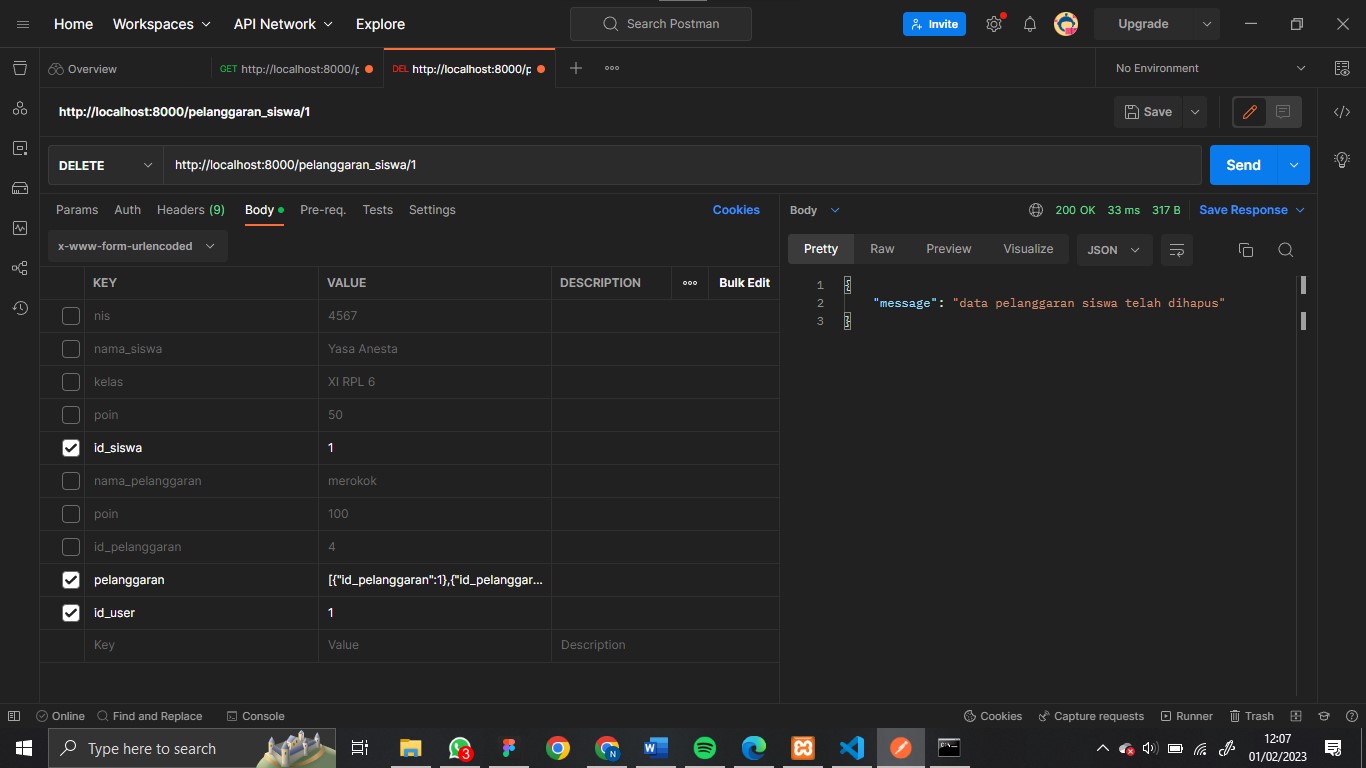 Home Workspaces API Network Explore Search Postman Invite Upgrade
Overview GET http://localhost:8000/p DEL http://localhost:8000/p No Environment
http://localhost:8000/pelanggaran_siswa/1 Save
DELETE http://localhost:8000/pelanggaran_siswa/1 Send
Params Auth Headers (9) Body Pre-req. Tests Settings Cookies
Body 200 OK 33 ms 317 B Save Response
x-www-form-urlencoded
Pretty Raw Preview Visualize JSON
KEY VALUE DESCRIPTION Bulk Edit
nis 4567
nama_siswa Yasa Anesta
kelas XI RPL 6
poin 50
id_siswa 1
nama_pelanggaran merokok
poin 100
id_pelanggaran 4
pelanggaran [{"id_pelanggaran":1},{"id_pelanggar...
id_user 1
Key Value Description
1 {
2 "message": "data pelanggaran siswa telah dihapus"
3 }
Online Find and Replace Console Cookies Capture requests Runner Trash
Type here to search 3 N 12:07
01/02/2023